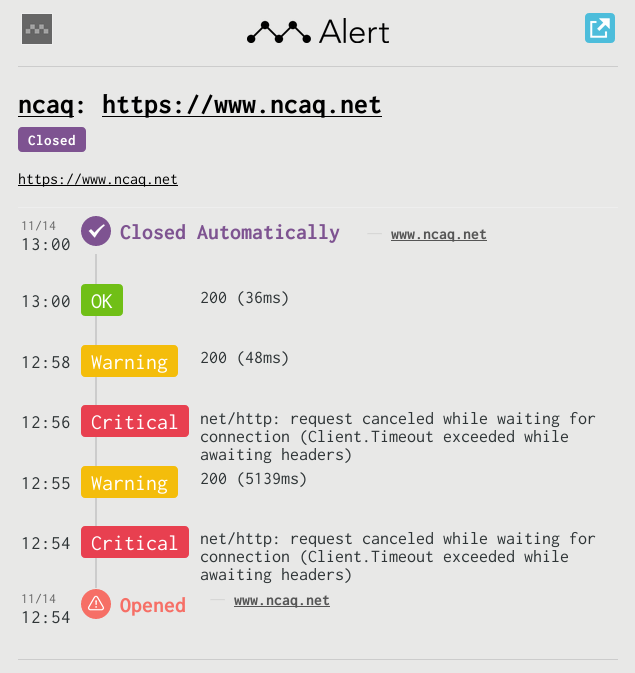 Alert
ncaq: https://www.ncaq.net
Closed
https://www.ncaq.net
11/14
13:00
Closed Automatically
www.ncaq.net
13:00
OK
200 (36ms)
12:58
Warning
200 (48ms)
12:56
Critical
net/http: request canceled while waiting for
connection (Client.Timeout exceeded while
awaiting headers)
12:55
Warning
200 (5139ms)
12:54
Critical
net/http: request canceled while waiting for
connection (Client.Timeout exceeded while
awaiting headers)
11/14
12:54
Opened
www.ncaq.net